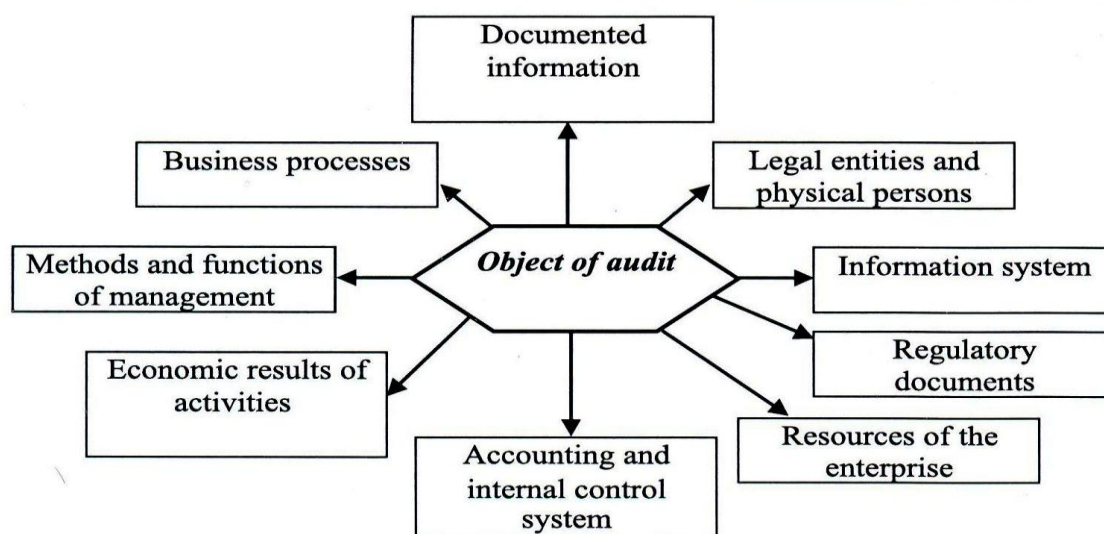 Documented
information
Business processes
Legal entities and
physical persons
Object of audit
Methods and functions
of management
Information system
Regulatory
documents
Economic results of
activities
Resources of the
enterprise
Accounting and
internal control
system